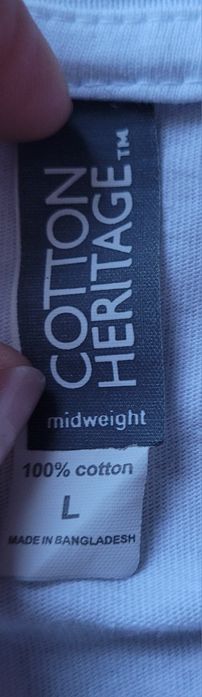 COTTON
HERITAGE™
midweight
100% cotton
L
MADE IN BANGLADESH